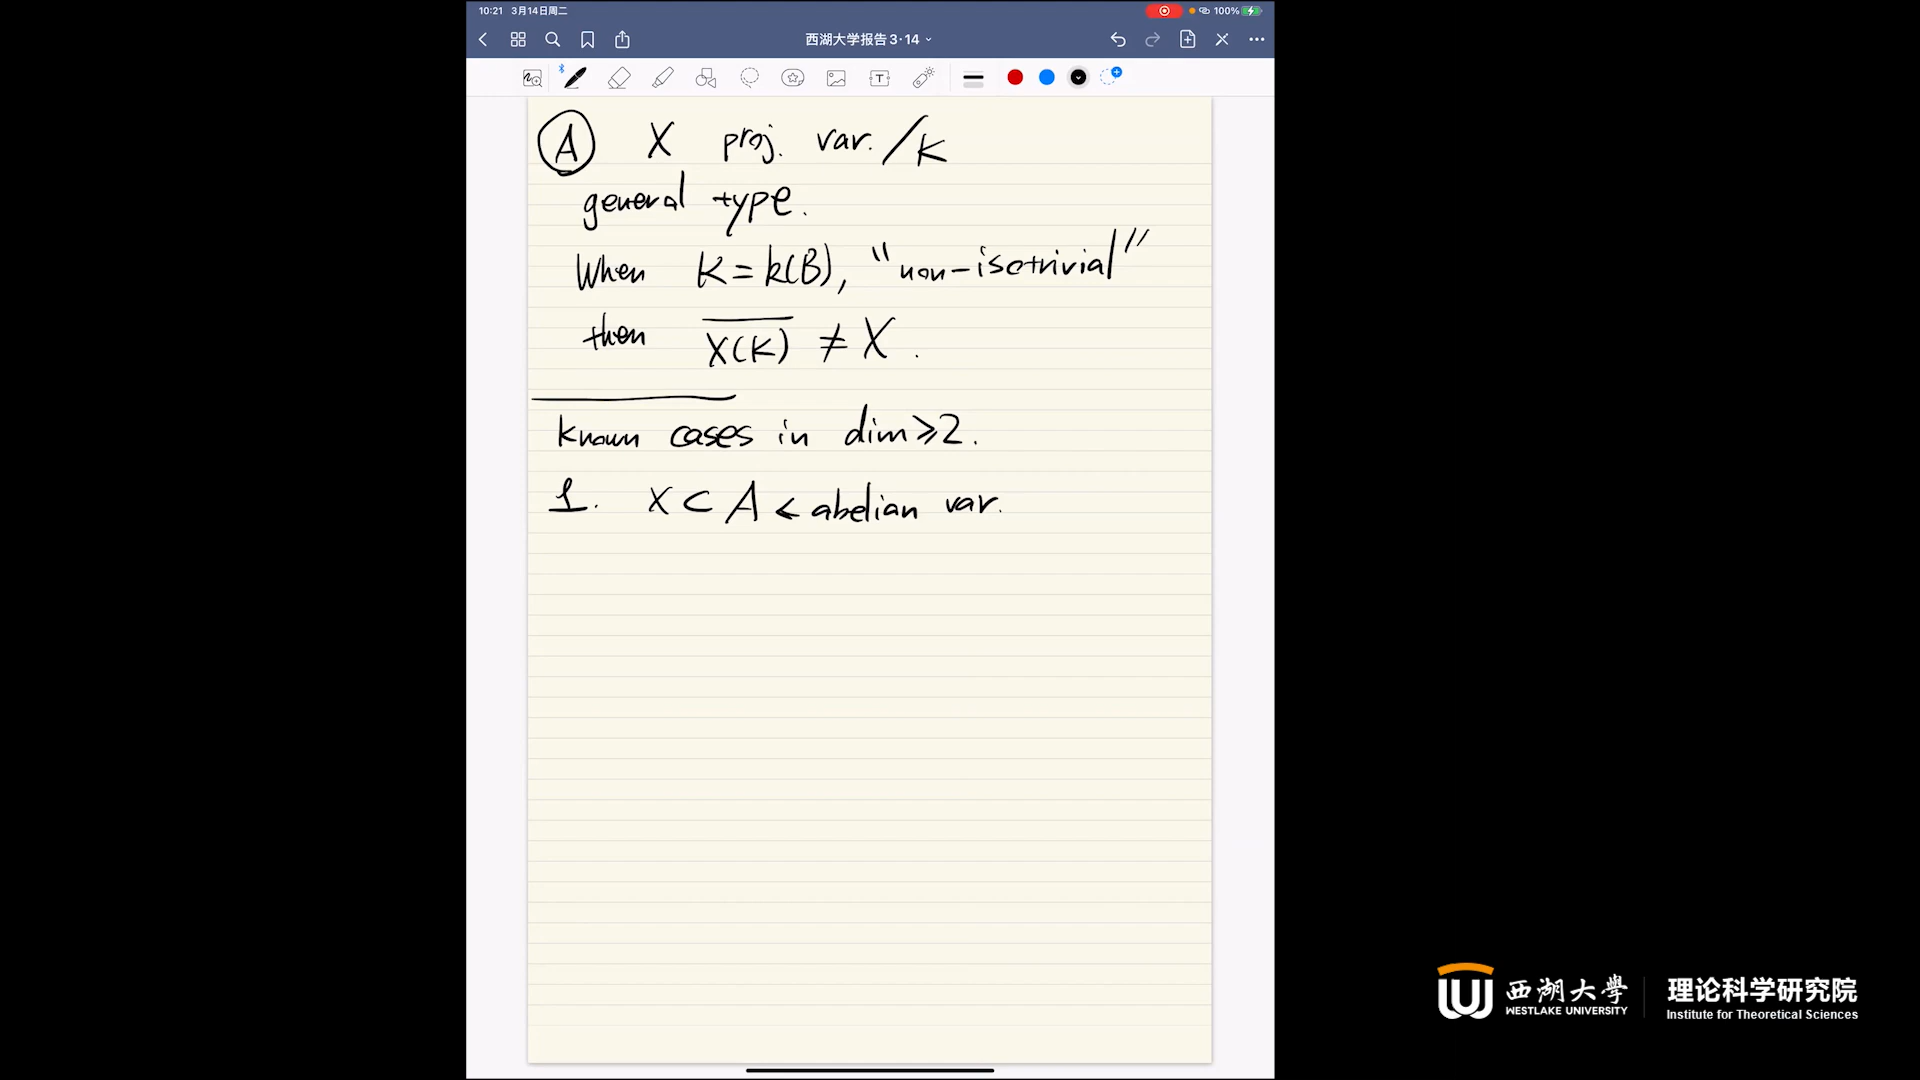 10:21 3月14日周二
100%
西湖大学报告3·14
Ⓐ X proj. var. /K
general type.
When K=k(B), "non-isotrivial"
then \overline{X(K)} ≠ X.
known cases in dim≥2.
1. X ⊂ A ← abelian var.
西湖大学 理论科学研究院
WESTLAKE UNIVERSITY Institute for Theoretical Sciences